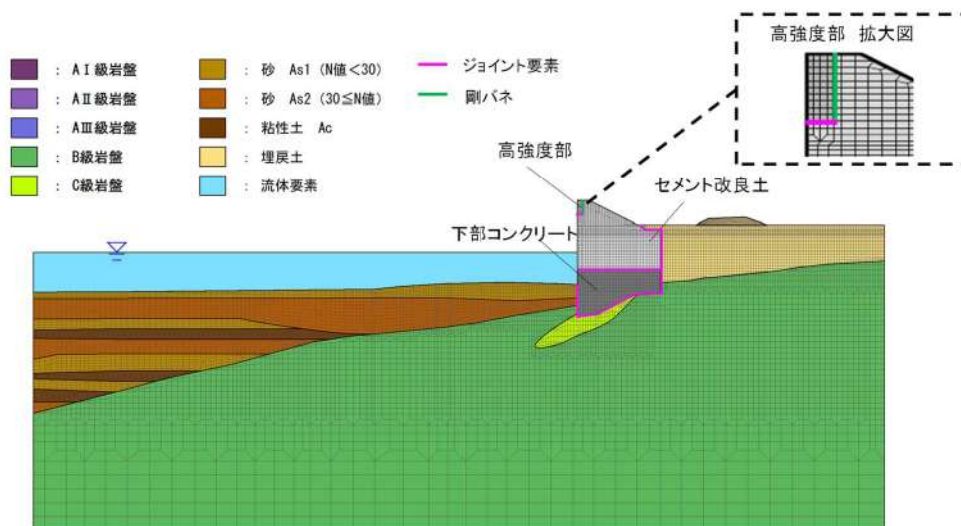 高強度部 拡大図
： AⅠ級岩盤
： AⅡ級岩盤
： AⅢ級岩盤
： B級岩盤
： C級岩盤
： 砂 As1（N値＜30）
： 砂 As2（30≦N値）
： 粘性土 Ac
： 埋戻土
： 流体要素
ジョイント要素
剛バネ
高強度部
セメント改良土
下部コンクリート